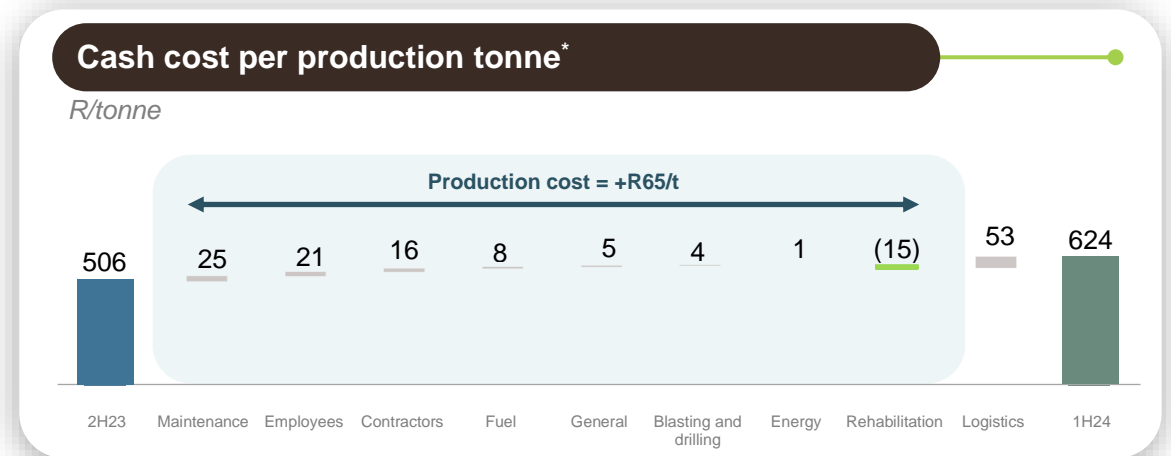 Cash cost per production tonne*
R/tonne
Production cost = +R65/t
506
25
21
16
8
5
4
1
(15)
53
624
2H23
Maintenance
Employees
Contractors
Fuel
General
Blasting and
drilling
Energy
Rehabilitation
Logistics
1H24